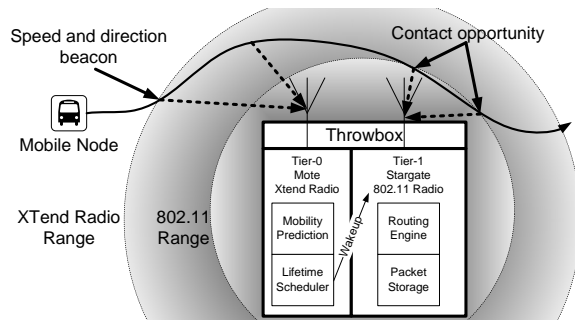 Speed and direction
beacon
Contact opportunity
Mobile Node
Throwbox
Tier-0
Mote
Xtend Radio
Tier-1
Stargate
802.11 Radio
XTend Radio
Range
802.11
Range
Mobility
Prediction
Wakeup
Routing
Engine
Lifetime
Scheduler
Packet
Storage